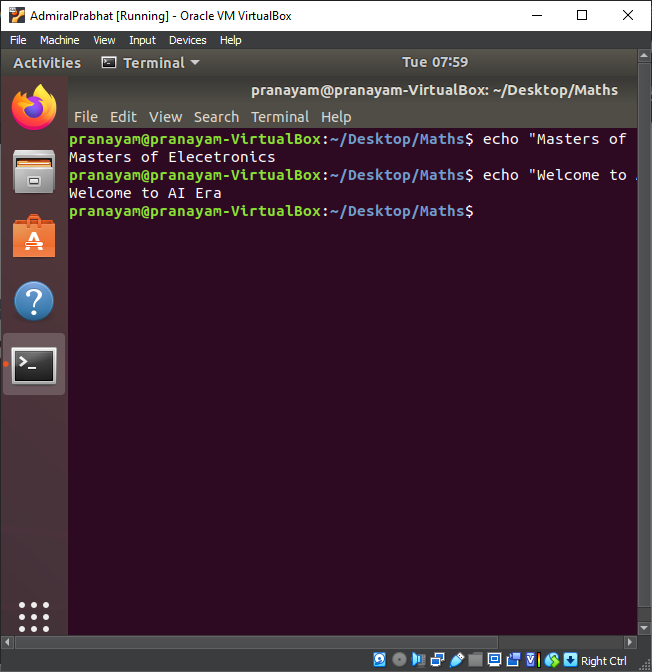 AdmiralPrabhat [Running] - Oracle VM VirtualBox
File Machine View Input Devices Help
Activities Terminal Tue 07:59
pranayam@pranayam-VirtualBox: ~/Desktop/Maths
File Edit View Search Terminal Help
pranayam@pranayam-VirtualBox:~/Desktop/Maths$ echo "Masters of
Masters of Elecetronics
pranayam@pranayam-VirtualBox:~/Desktop/Maths$ echo "Welcome to
Welcome to AI Era
pranayam@pranayam-VirtualBox:~/Desktop/Maths$
Right Ctrl